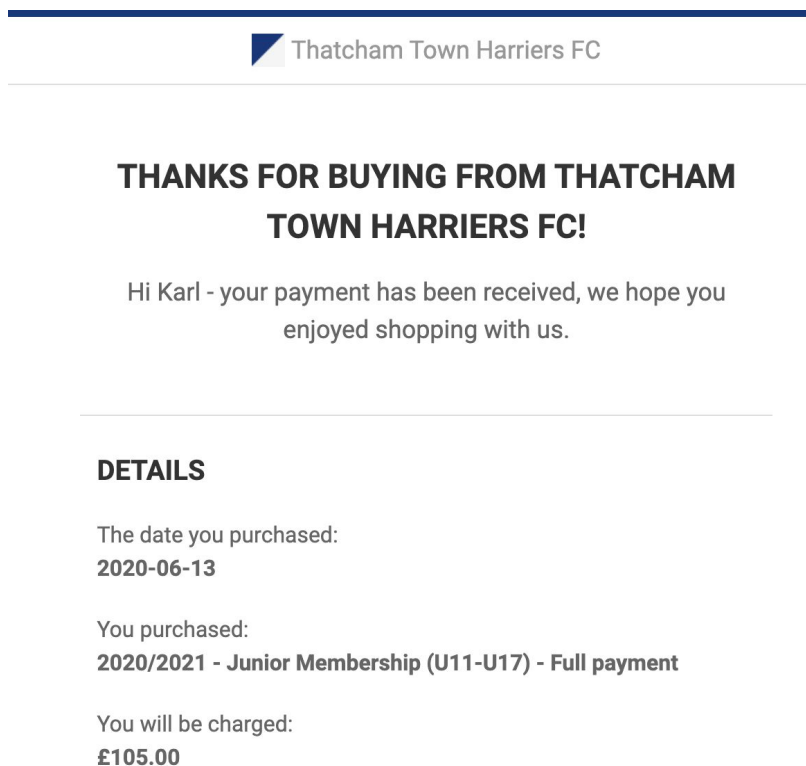 Thatcham Town Harriers FC
THANKS FOR BUYING FROM THATCHAM
TOWN HARRIERS FC!
Hi Karl - your payment has been received, we hope you
enjoyed shopping with us.
DETAILS
The date you purchased:
2020-06-13
You purchased:
2020/2021 - Junior Membership (U11-U17) - Full payment
You will be charged:
£105.00